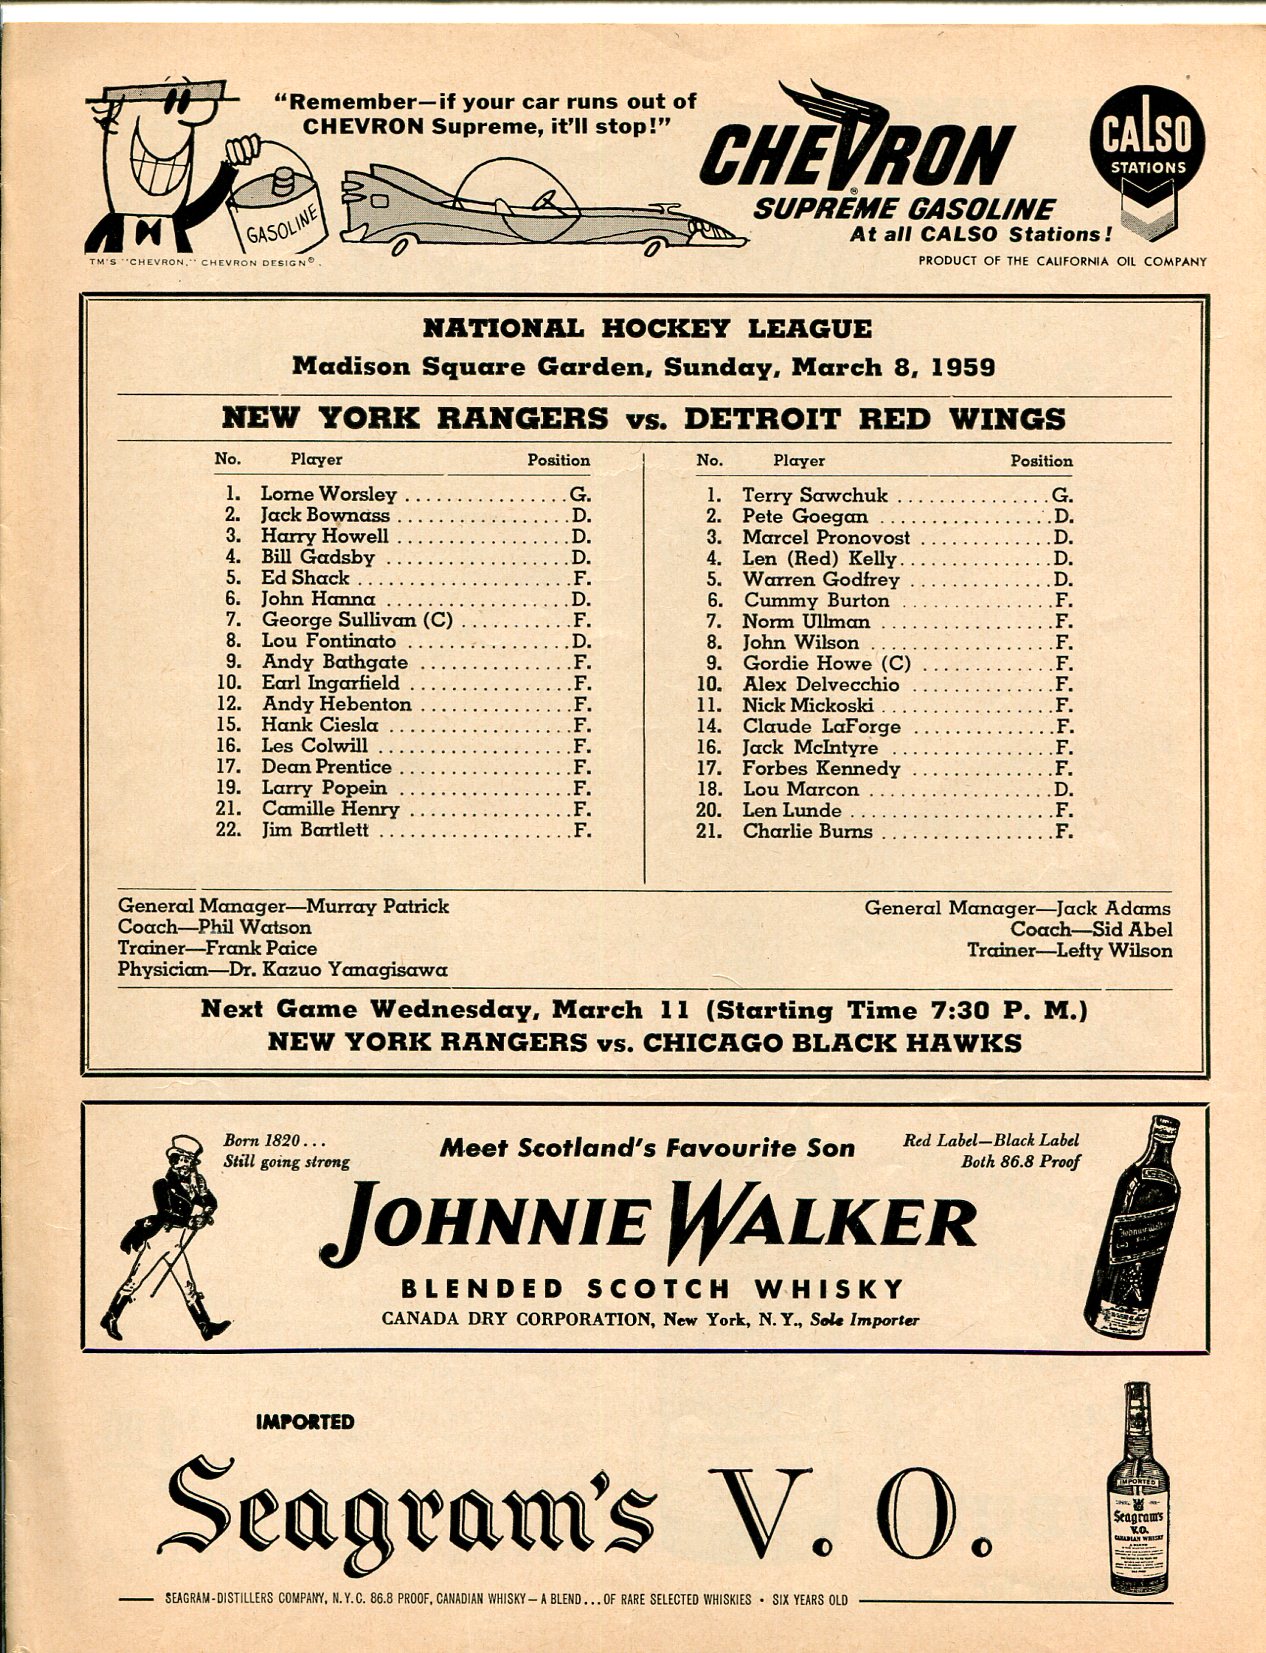 "Remember—if your car runs out of
CHEVRON Supreme, it'll stop!"
GASOLINE
TM'S "CHEVRON," CHEVRON DESIGN®.
CHEVRON®
SUPREME GASOLINE
At all CALSO Stations!
CALSO
STATIONS
PRODUCT OF THE CALIFORNIA OIL COMPANY
NATIONAL HOCKEY LEAGUE
Madison Square Garden, Sunday, March 8, 1959
NEW YORK RANGERS vs. DETROIT RED WINGS
No. Player Position
1. Lorne Worsley ................ G.
2. Jack Bownass ................. D.
3. Harry Howell ................. D.
4. Bill Gadsby .................. D.
5. Ed Shack ..................... F.
6. John Hanna ................... D.
7. George Sullivan (C) .......... F.
8. Lou Fontinato ................ D.
9. Andy Bathgate ................ F.
10. Earl Ingarfield ............... F.
12. Andy Hebenton ................ F.
15. Hank Ciesla .................. F.
16. Les Colwill ................... F.
17. Dean Prentice ................. F.
19. Larry Popein ................. F.
21. Camille Henry ................ F.
22. Jim Bartlett ................... F.
No. Player Position
1. Terry Sawchuk ............... G.
2. Pete Goegan ................. D.
3. Marcel Pronovost ............ D.
4. Len (Red) Kelly ............... D.
5. Warren Godfrey .............. D.
6. Cummy Burton ............... F.
7. Norm Ullman ................. F.
8. John Wilson .................. F.
9. Gordie Howe (C) ............. F.
10. Alex Delvecchio .............. F.
11. Nick Mickoski ................. F.
14. Claude LaForge .............. F.
16. Jack McIntyre ................ F.
17. Forbes Kennedy .............. F.
18. Lou Marcon .................. D.
20. Len Lunde .................... F.
21. Charlie Burns ................. F.
General Manager—Murray Patrick
Coach—Phil Watson
Trainer—Frank Paice
Physician—Dr. Kazuo Yanagisawa
General Manager—Jack Adams
Coach—Sid Abel
Trainer—Lefty Wilson
Next Game Wednesday, March 11 (Starting Time 7:30 P. M.)
NEW YORK RANGERS vs. CHICAGO BLACK HAWKS
Born 1820...
Still going strong
Meet Scotland's Favourite Son
Red Label—Black Label
Both 86.8 Proof
JOHNNIE WALKER
BLENDED SCOTCH WHISKY
CANADA DRY CORPORATION, New York, N. Y., Sole Importer
Johnnie Walker
IMPORTED
Seagram's V. O.
IMPORTED
Seagram's
V.O.
CANADIAN WHISKY
SEAGRAM-DISTILLERS COMPANY, N.Y.C. 86.8 PROOF, CANADIAN WHISKY—A BLEND...OF RARE SELECTED WHISKIES • SIX YEARS OLD